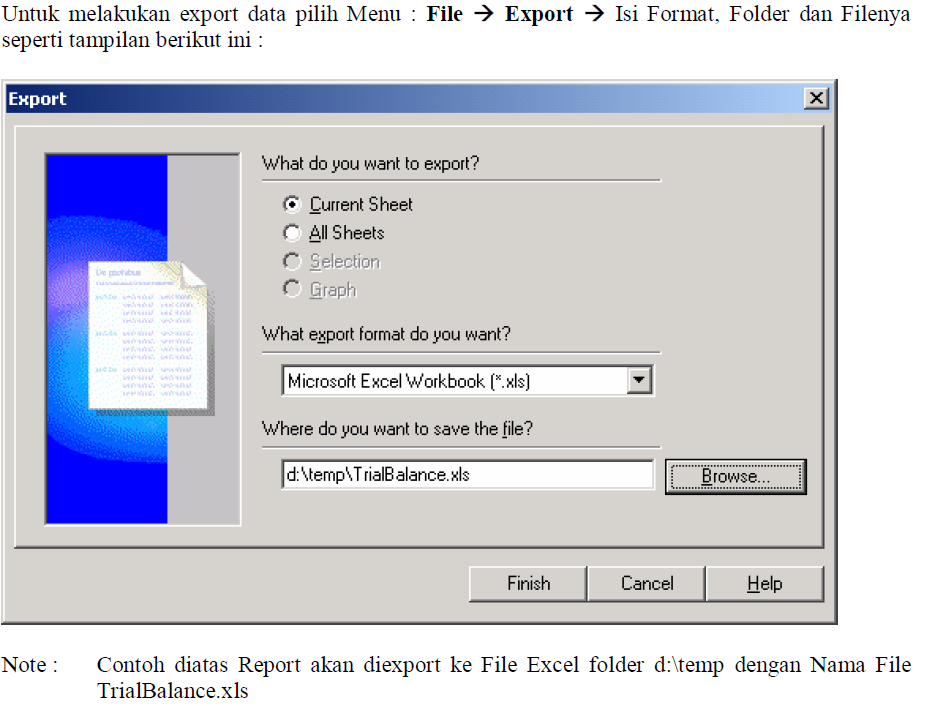 Untuk melakukan export data pilih Menu : File → Export → Isi Format, Folder dan Filenya
seperti tampilan berikut ini :
Export
What do you want to export?
Current Sheet
All Sheets
Selection
Graph
What export format do you want?
Microsoft Excel Workbook (*.xls)
Where do you want to save the file?
d:\temp\TrialBalance.xls
Browse...
Finish Cancel Help
Note : Contoh diatas Report akan diexport ke File Excel folder d:\temp dengan Nama File
TrialBalance.xls